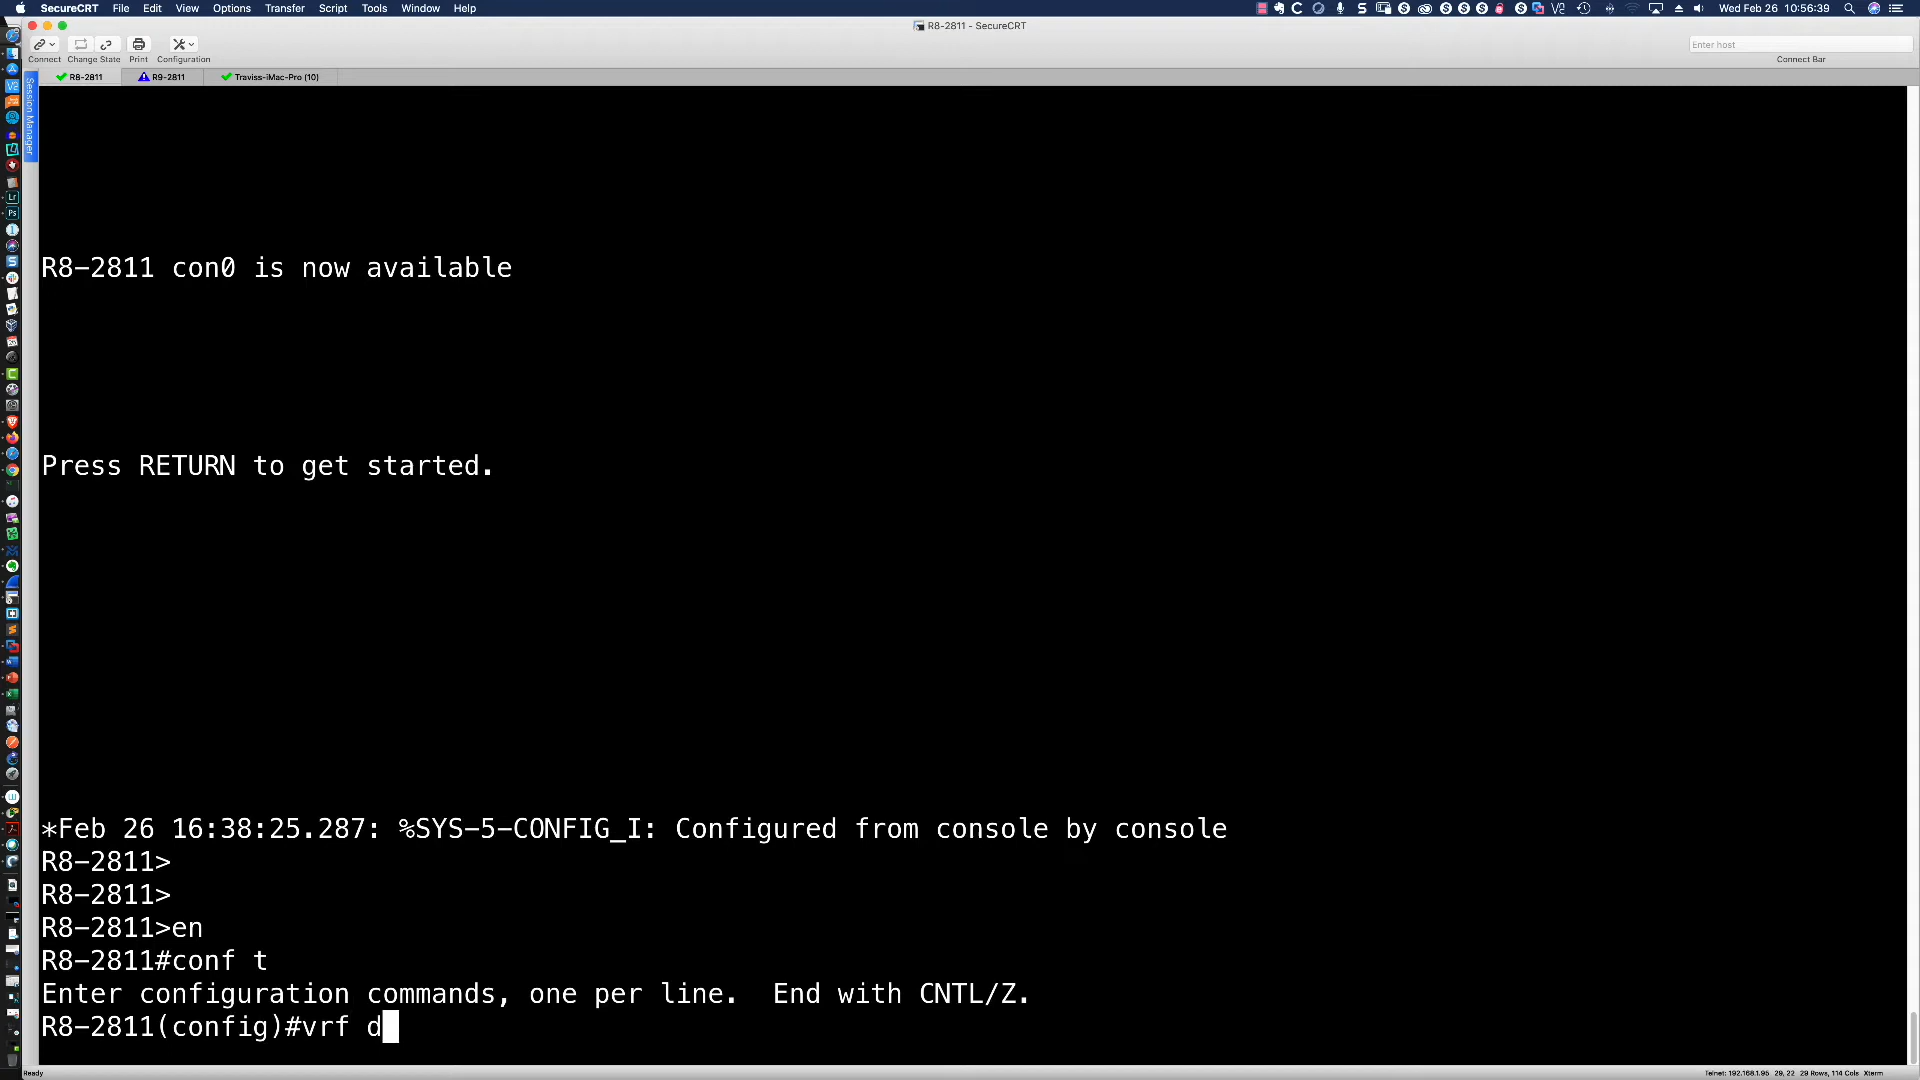 SecureCRT File Edit View Options Transfer Script Tools Window Help
Wed Feb 26 10:56:39
R8-2811 - SecureCRT
Enter host
Connect Change State Print Configuration
Connect Bar
R8-2811 R9-2811 Traviss-iMac-Pro (10)
Session Manager
R8-2811 con0 is now available
Press RETURN to get started.
*Feb 26 16:38:25.287: %SYS-5-CONFIG_I: Configured from console by console
R8-2811>
R8-2811>
R8-2811>en
R8-2811#conf t
Enter configuration commands, one per line.  End with CNTL/Z.
R8-2811(config)#vrf d
Ready
Telnet: 192.168.1.95 29, 22 29 Rows, 114 Cols Xterm